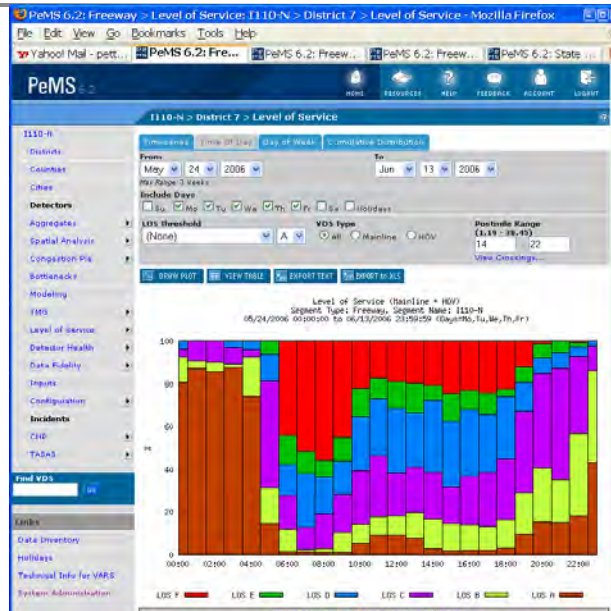 PeMS 6.2: Freeway > Level of Service: I110-N > District 7 > Level of Service - Mozilla Firefox
File Edit View Go Bookmarks Tools Help
Yahoo! Mail - pett... PeMS 6.2: Fre... PeMS 6.2: Freew... PeMS 6.2: Freew... PeMS 6.2: State ...
PeMS 6.2
HOME RESOURCES HELP FEEDBACK ACCOUNT LOGOUT
I110-N > District 7 > Level of Service
I110-N
Districts
Counties
Cities
Detectors
Aggregates
Spatial Analysis
Congestion Pie
Bottlenecks
Modeling
TMG
Level of Service
Detector Health
Data Fidelity
Inputs
Configuration
Incidents
CHP
TASAS
Find VDS
Links
Data Inventory
Holidays
Technical Info for VARS
System Administration
Timeseries Time Of Day Day of Week Cumulative Distribution
From To
May 24 2006 Jun 13 2006
Max Range: 3 weeks
Include Days
Su Mo Tu We Th Fr Sa Holidays
LOS Threshold VDS Type Postmile Range
(None) A All Mainline HOV (1.19 - 30.45)
14 - 22
View Crossings...
DRAW PLOT VIEW TABLE EXPORT TEXT EXPORT to XLS
Level of Service (Mainline + HOV)
Segment Type: Freeway, Segment Name: I110-N
05/24/2006 00:00:00 to 06/13/2006 23:59:59 (Days=Mo,Tu,We,Th,Fr)
100
80
60
%
40
20
0
00:00 02:00 04:00 06:00 08:00 10:00 12:00 14:00 16:00 18:00 20:00 22:00
LOS F LOS E LOS D LOS C LOS B LOS A